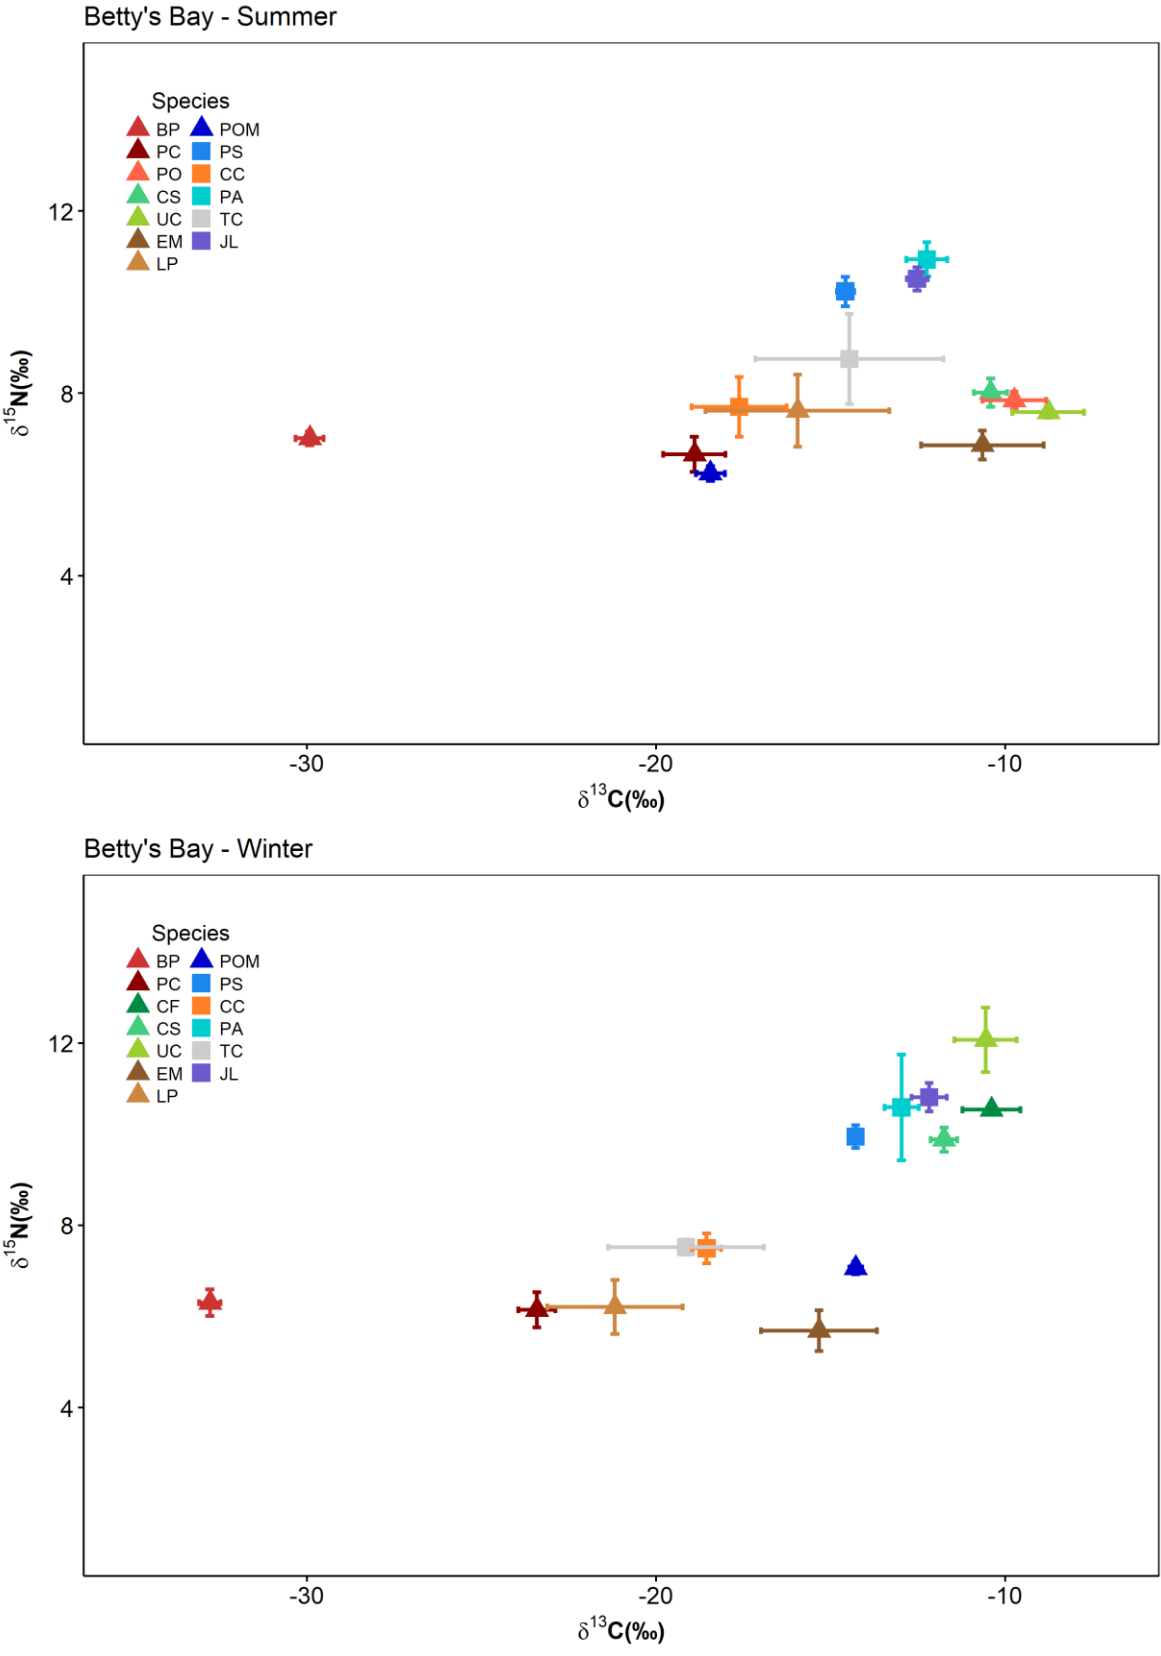 Betty's Bay - Summer
Species
BP POM
PC PS
PO CC
CS PA
UC TC
EM JL
LP
12
8
4
δ15N(‰)
-30 -20 -10
δ13C(‰)
Betty's Bay - Winter
Species
BP POM
PC PS
CF CC
CS PA
UC TC
EM JL
LP
12
8
4
δ15N(‰)
-30 -20 -10
δ13C(‰)